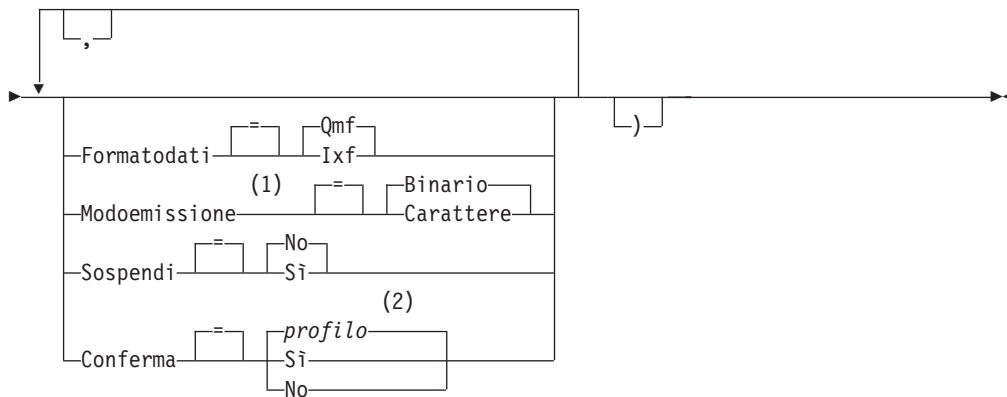 ,
= Qmf
Formatodati Ixf )
(1)
= Binario
Modoemissione Carattere
= No
Sospendi Sì
(2)
= profilo
Conferma Sì
No